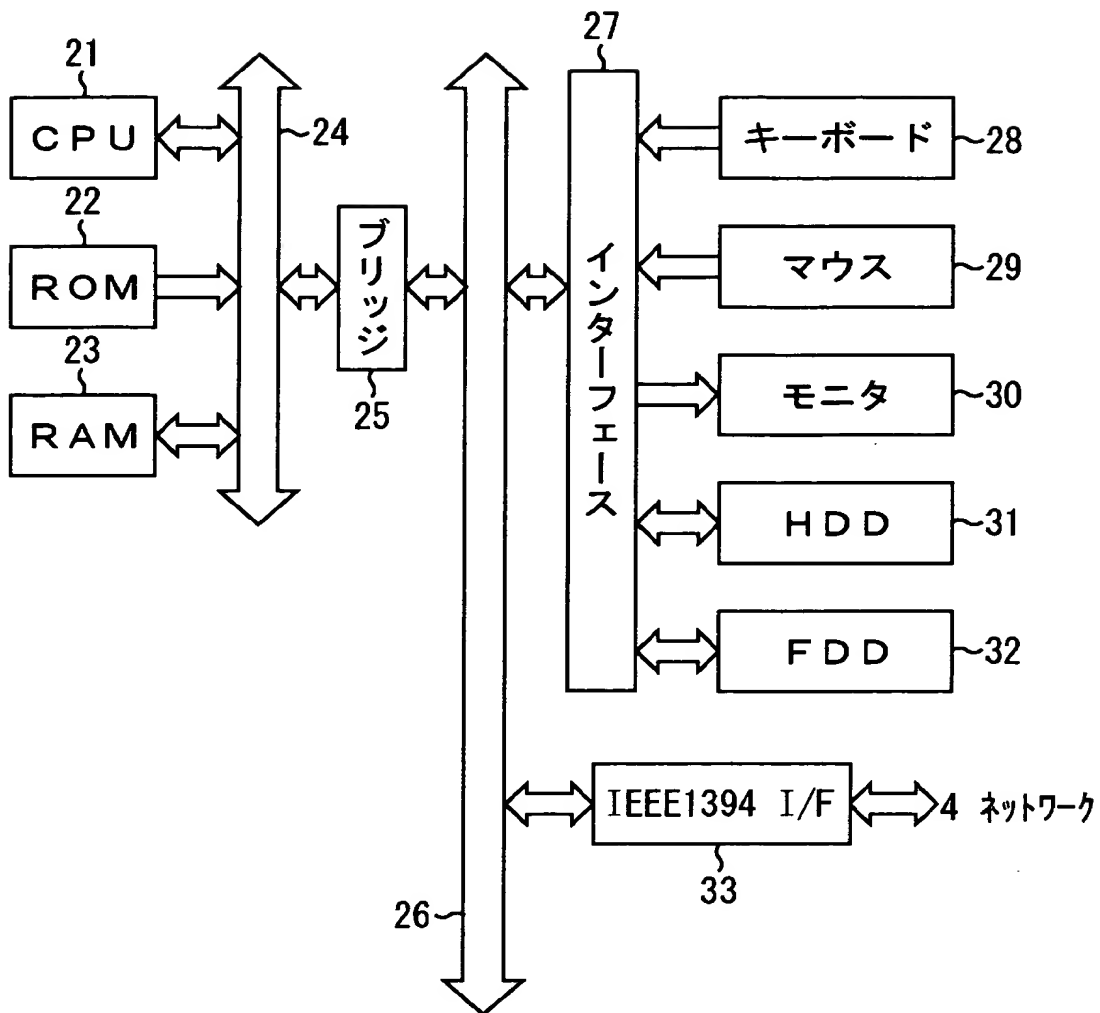 21
CPU
22
ROM
23
RAM
24
ブリッジ
25
26
27
インターフェース
キーボード
28
マウス
29
モニタ
30
HDD
31
FDD
32
IEEE1394 I/F
33
4 ネットワーク